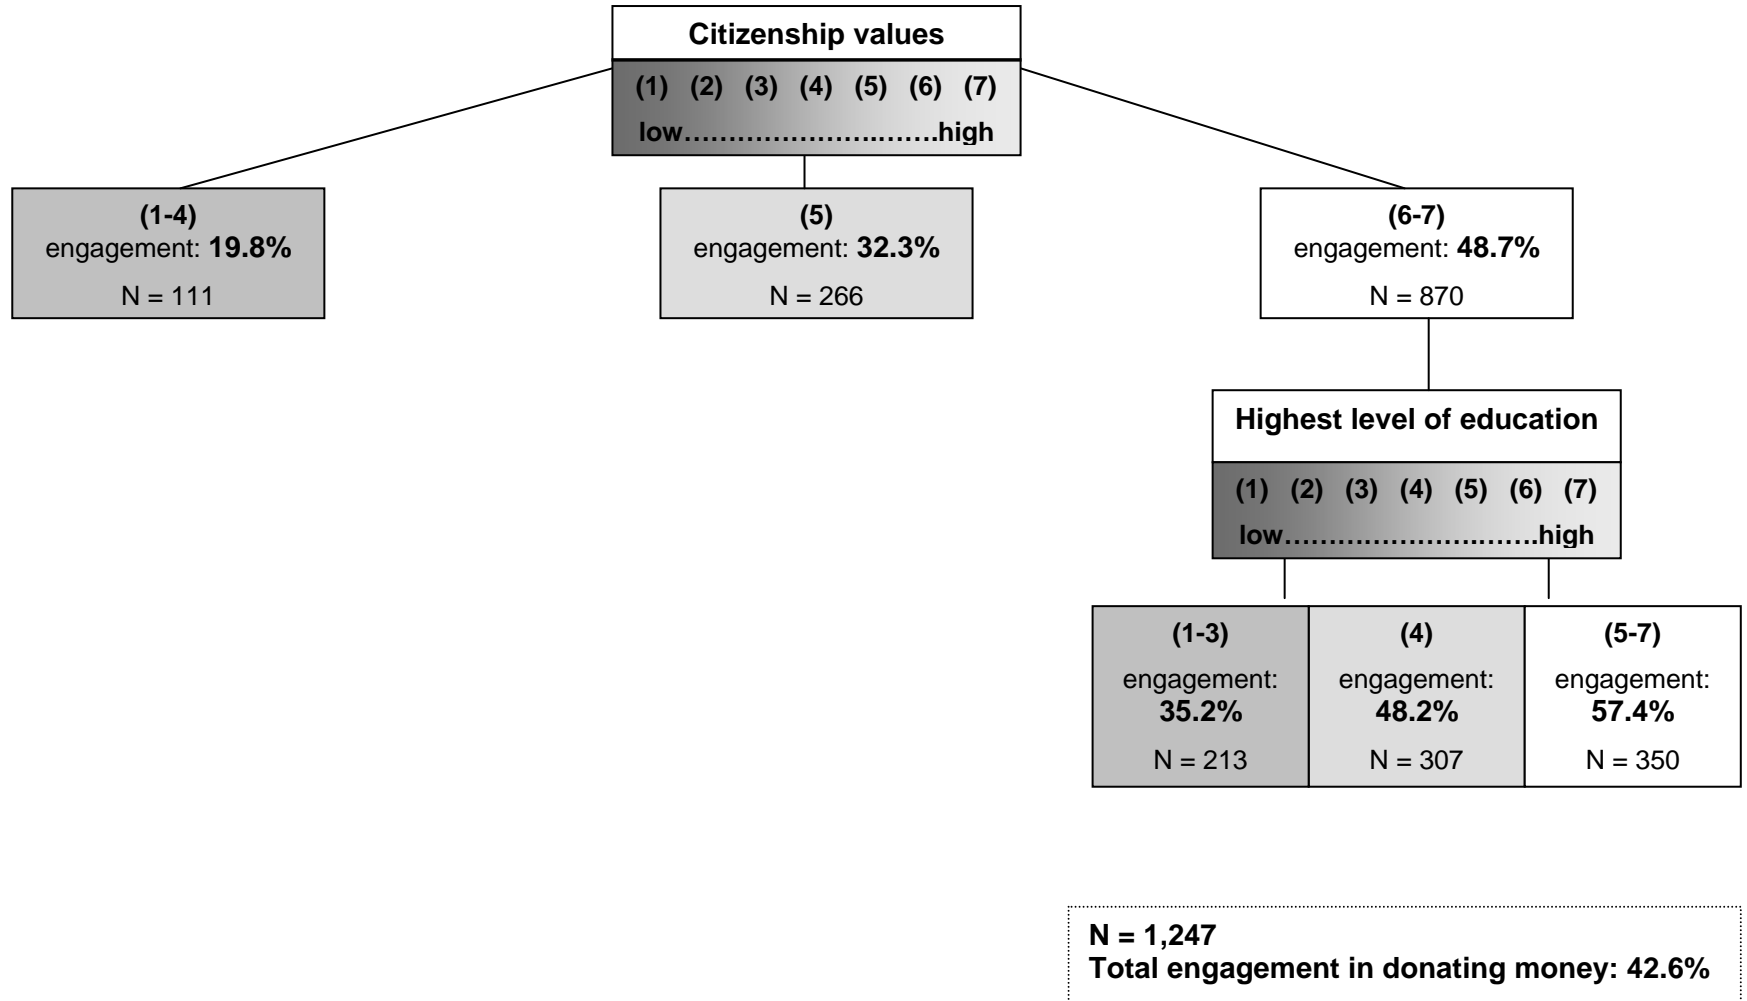 Citizenship values
(1) (2) (3) (4) (5) (6) (7)
low…………………..…….high
(1-4)
engagement: 19.8%
N = 111
(5)
engagement: 32.3%
N = 266
(6-7)
engagement: 48.7%
N = 870
Highest level of education
(1) (2) (3) (4) (5) (6) (7)
low…………………..…….high
(1-3)
engagement:
35.2%
N = 213
(4)
engagement:
48.2%
N = 307
(5-7)
engagement:
57.4%
N = 350
N = 1,247
Total engagement in donating money: 42.6%